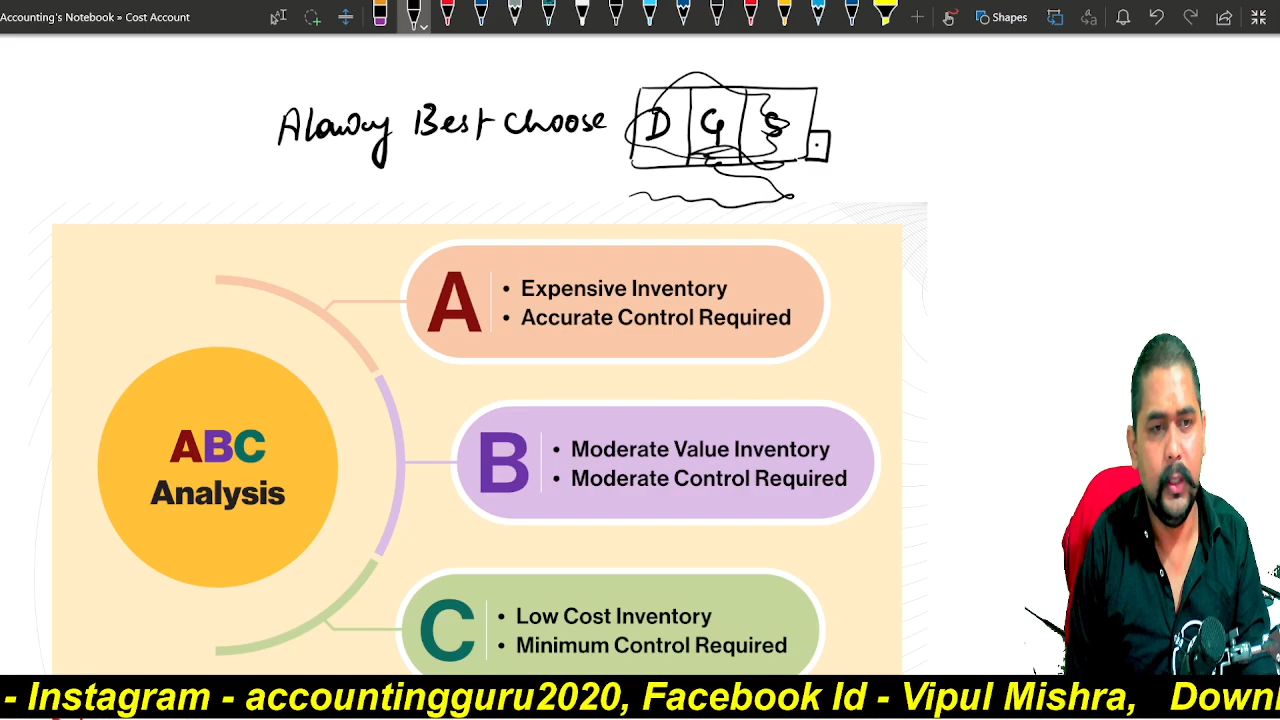 Accounting's Notebook » Cost Account
Shapes
Alaway Best choose D G S
A
• Expensive Inventory
• Accurate Control Required
ABC
Analysis
B
• Moderate Value Inventory
• Moderate Control Required
C
• Low Cost Inventory
• Minimum Control Required
- Instagram - accountingguru2020, Facebook Id - Vipul Mishra, Down